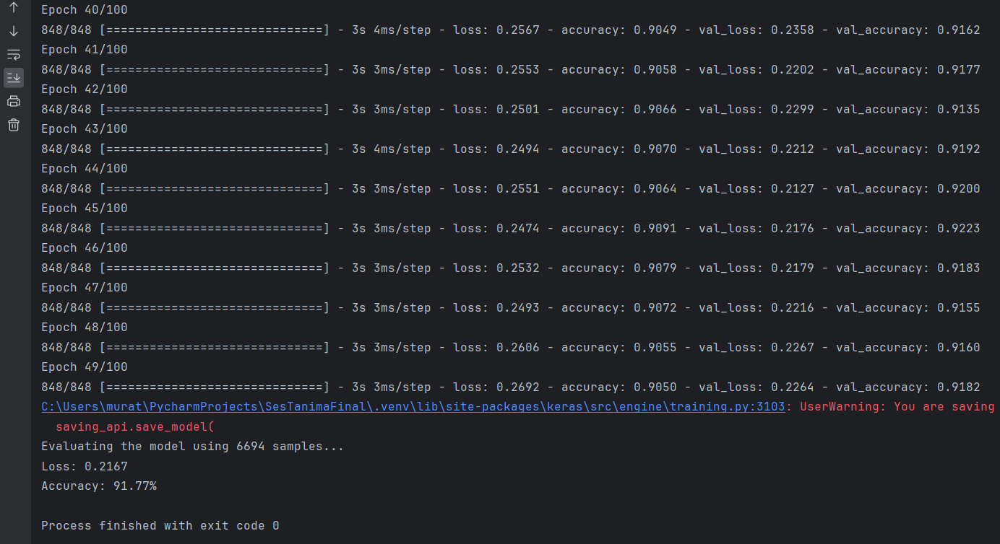 Epoch 40/100
848/848 [==============================] - 3s 4ms/step - loss: 0.2567 - accuracy: 0.9049 - val_loss: 0.2358 - val_accuracy: 0.9162
Epoch 41/100
848/848 [==============================] - 3s 3ms/step - loss: 0.2553 - accuracy: 0.9058 - val_loss: 0.2202 - val_accuracy: 0.9177
Epoch 42/100
848/848 [==============================] - 3s 3ms/step - loss: 0.2501 - accuracy: 0.9066 - val_loss: 0.2299 - val_accuracy: 0.9135
Epoch 43/100
848/848 [==============================] - 3s 4ms/step - loss: 0.2494 - accuracy: 0.9070 - val_loss: 0.2212 - val_accuracy: 0.9192
Epoch 44/100
848/848 [==============================] - 3s 3ms/step - loss: 0.2551 - accuracy: 0.9064 - val_loss: 0.2127 - val_accuracy: 0.9200
Epoch 45/100
848/848 [==============================] - 3s 3ms/step - loss: 0.2474 - accuracy: 0.9091 - val_loss: 0.2176 - val_accuracy: 0.9223
Epoch 46/100
848/848 [==============================] - 3s 3ms/step - loss: 0.2532 - accuracy: 0.9079 - val_loss: 0.2179 - val_accuracy: 0.9183
Epoch 47/100
848/848 [==============================] - 3s 3ms/step - loss: 0.2493 - accuracy: 0.9072 - val_loss: 0.2216 - val_accuracy: 0.9155
Epoch 48/100
848/848 [==============================] - 3s 3ms/step - loss: 0.2606 - accuracy: 0.9055 - val_loss: 0.2267 - val_accuracy: 0.9160
Epoch 49/100
848/848 [==============================] - 3s 3ms/step - loss: 0.2692 - accuracy: 0.9050 - val_loss: 0.2264 - val_accuracy: 0.9182
C:\Users\murat\PycharmProjects\SesTanimaFinal\.venv\lib\site-packages\keras\src\engine\training.py:3103: UserWarning: You are saving
saving_api.save_model(
Evaluating the model using 6694 samples...
Loss: 0.2167
Accuracy: 91.77%
Process finished with exit code 0